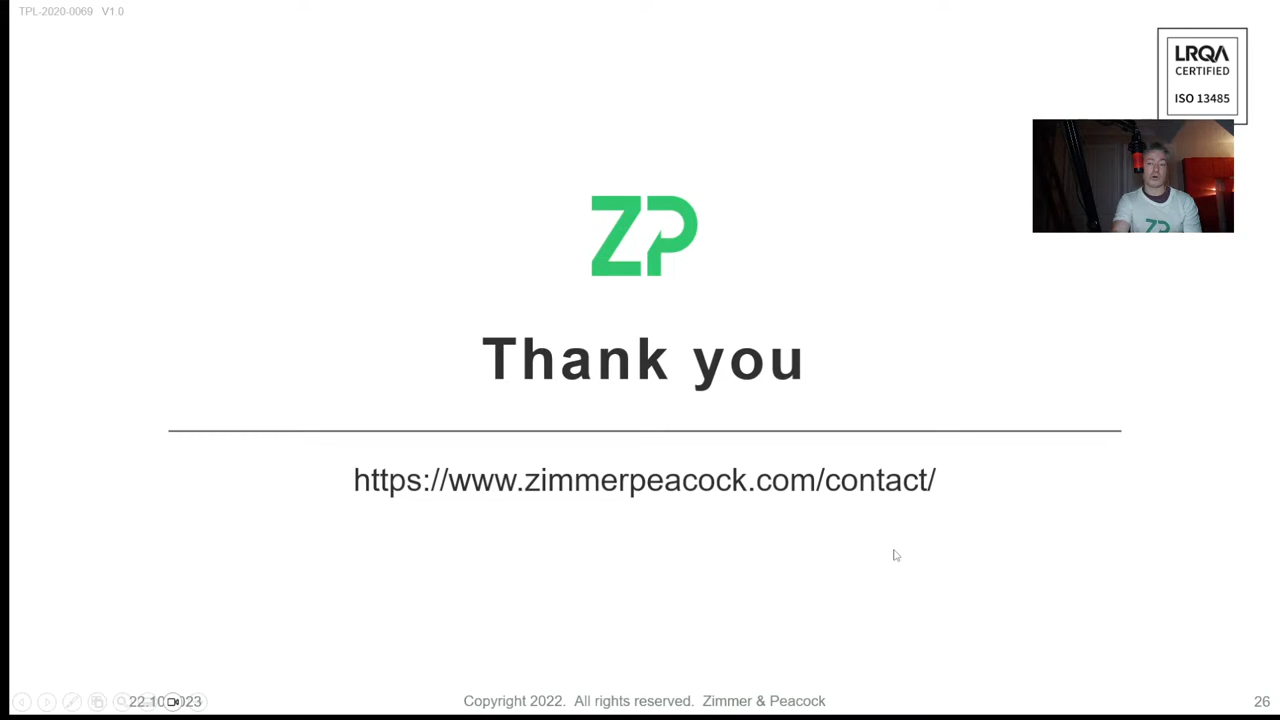 TPL-2020-0069 V1.0
LRQA
CERTIFIED
ISO 13485
ZP
ZP
Thank you
https://www.zimmerpeacock.com/contact/
Copyright 2022. All rights reserved. Zimmer & Peacock
26